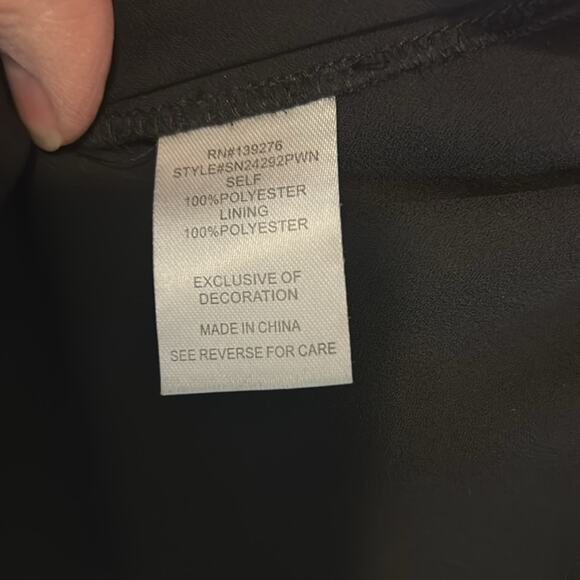 RN#139276
STYLE#SN24292PWN
SELF
100%POLYESTER
LINING
100%POLYESTER
EXCLUSIVE OF
DECORATION
MADE IN CHINA
SEE REVERSE FOR CARE